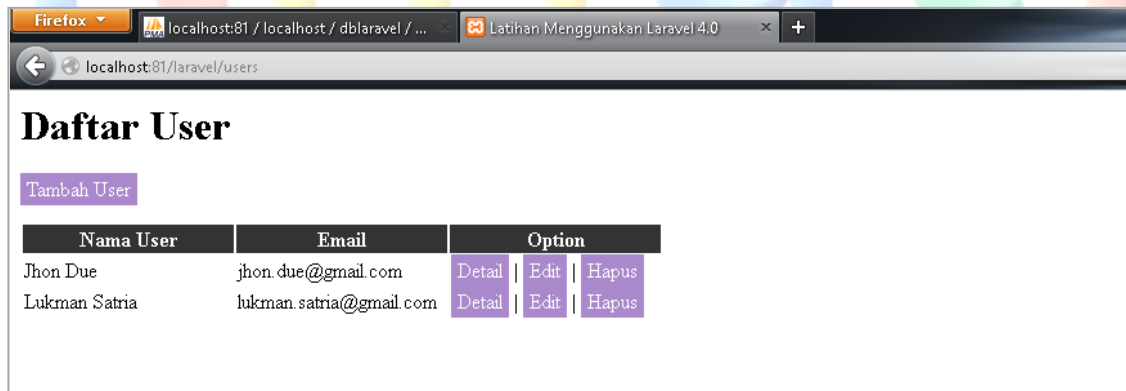 Firefox
localhost:81 / localhost / dblaravel / ...
Latihan Menggunakan Laravel 4.0
localhost:81/laravel/users
Daftar User
Tambah User
Nama User Email Option
Jhon Due jhon.due@gmail.com Detail | Edit | Hapus
Lukman Satria lukman.satria@gmail.com Detail | Edit | Hapus